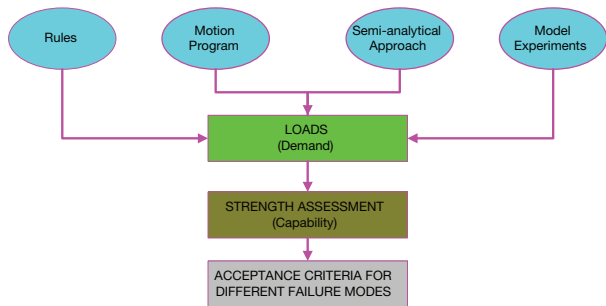 Rules
Motion
Program
Semi-analytical
Approach
Model
Experiments
LOADS
(Demand)
STRENGTH ASSESSMENT
(Capability)
ACCEPTANCE CRITERIA FOR
DIFFERENT FAILURE MODES